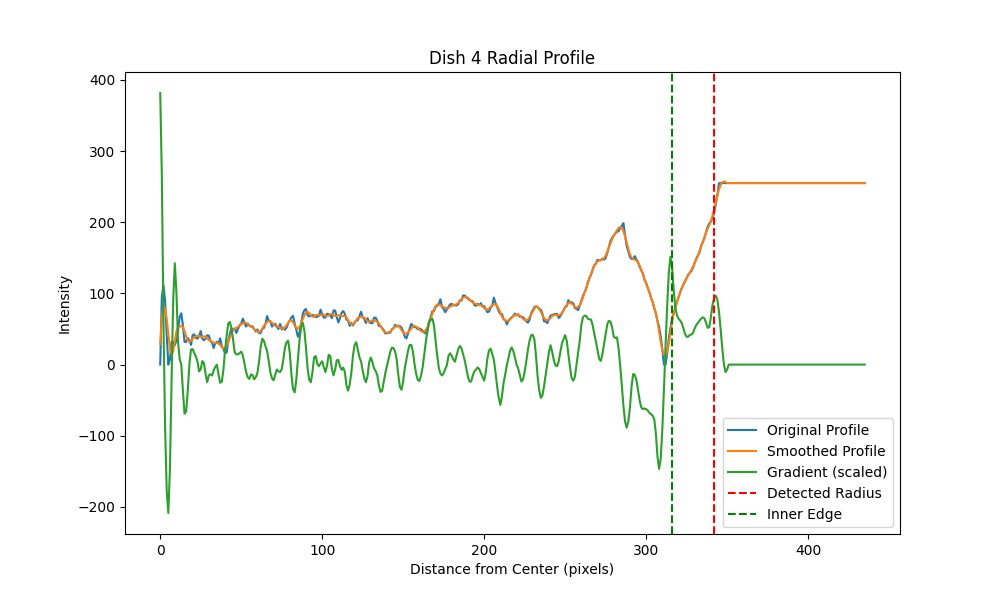 Dish 4 Radial Profile
Intensity
400
300
200
100
0
−100
−200
0 100 200 300 400
Distance from Center (pixels)
Original Profile
Smoothed Profile
Gradient (scaled)
Detected Radius
Inner Edge